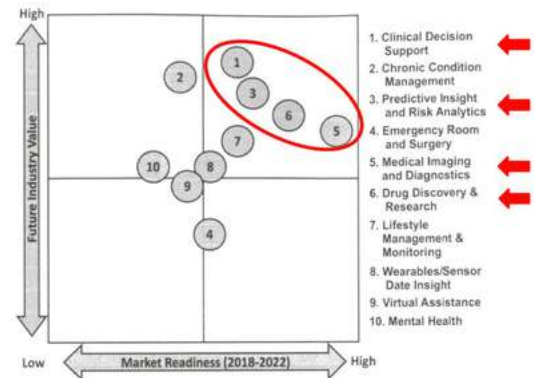 High
1. Clinical Decision
Support
2. Chronic Condition
Management
3. Predictive Insight
and Risk Analytics
4. Emergency Room
and Surgery
5. Medical Imaging
and Diagnostics
6. Drug Discovery &
Research
7. Lifestyle
Management &
Monitoring
8. Wearables/Sensor
Date Insight
9. Virtual Assistance
10. Mental Health
Future Industry Value
1
2
3
6
5
7
10
8
9
4
Low
Market Readiness (2018-2022)
High